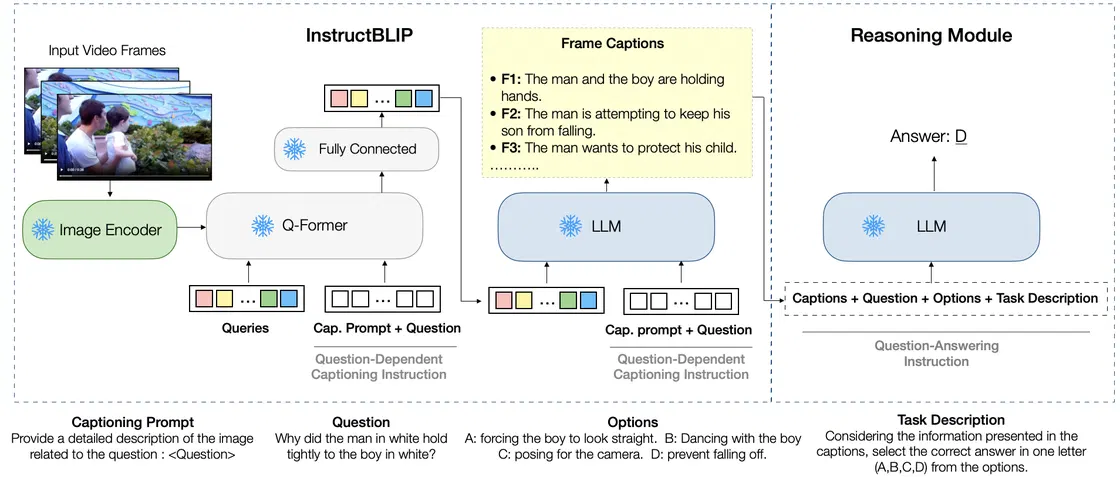 InstructBLIP
Reasoning Module
Input Video Frames
Frame Captions
• F1: The man and the boy are holding
hands.
• F2: The man is attempting to keep his
son from falling.
• F3: The man wants to protect his child.
………..
...
Fully Connected
Answer: D
Image Encoder
Q-Former
LLM
LLM
...
...
...
...
Queries
Cap. Prompt + Question
Cap. prompt + Question
Captions + Question + Options + Task Description
Question-Dependent
Captioning Instruction
Question-Dependent
Captioning Instruction
Question-Answering
Instruction
Captioning Prompt
Provide a detailed description of the image
related to the question : <Question>
Question
Why did the man in white hold
tightly to the boy in white?
Options
A: forcing the boy to look straight.  B: Dancing with the boy
C: posing for the camera.  D: prevent falling off.
Task Description
Considering the information presented in the
captions, select the correct answer in one letter
(A,B,C,D) from the options.